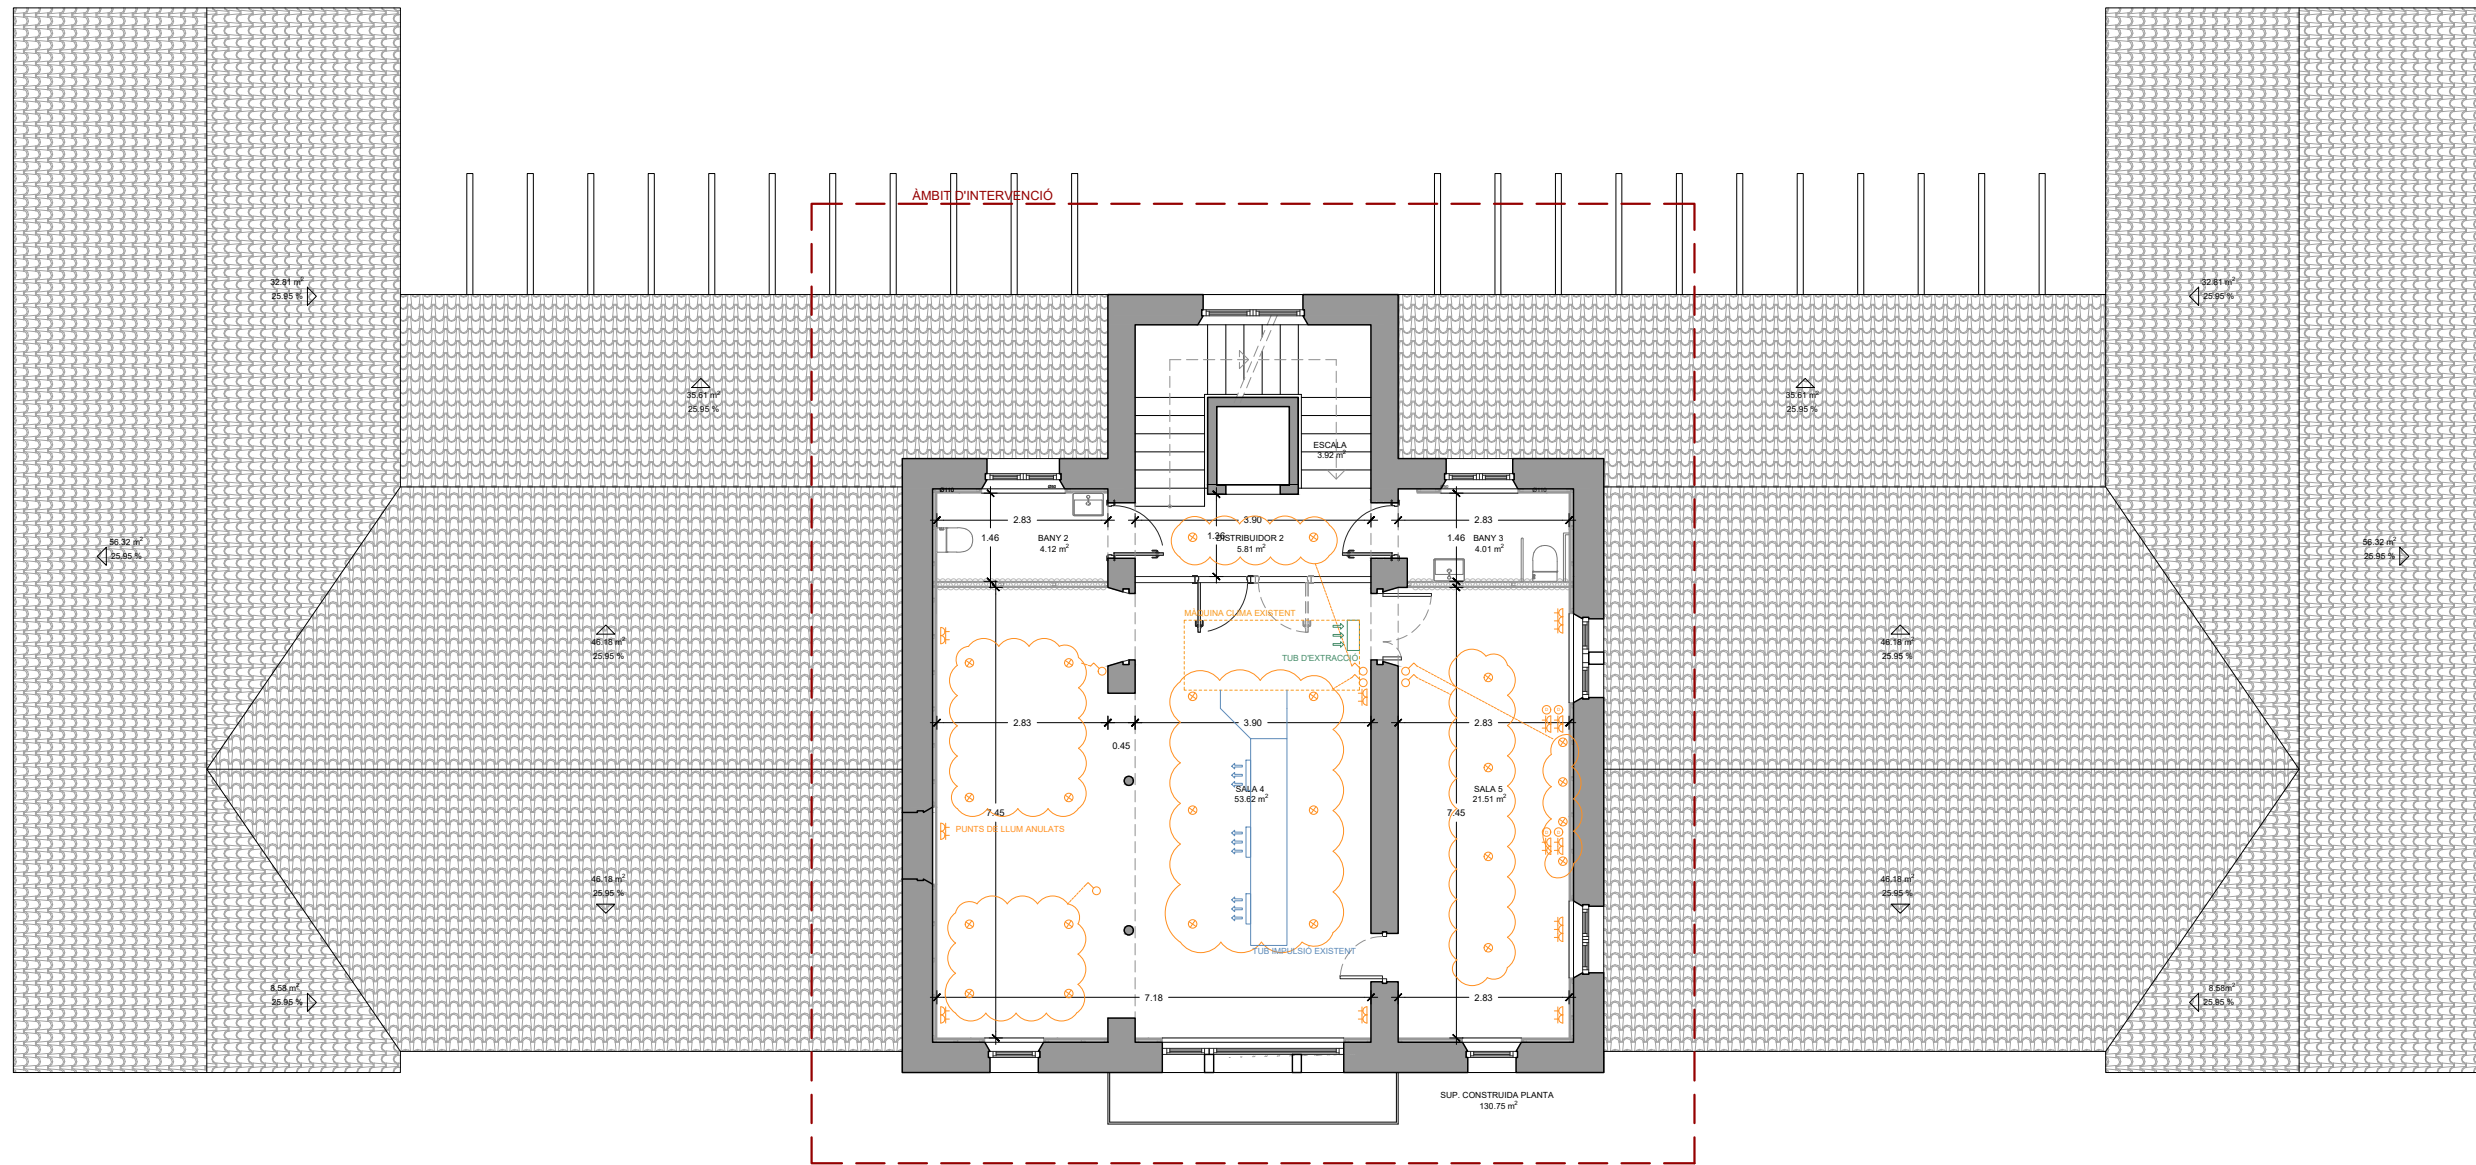 ÀMBIT D'INTERVENCIÓ
32.81 m²
25.95 %
32.81 m²
25.95 %
35.61 m²
25.95 %
35.61 m²
25.95 %
ESCALA
3.92 m²
Ø110
Ø110
2.83
3.90
2.83
1.46
BANY 2
4.12 m²
1.36
DISTRIBUIDOR 2
5.81 m²
1.46
BANY 3
4.01 m²
56.32 m²
25.95 %
56.32 m²
25.95 %
MÀQUINA CLIMA EXISTENT
46.18 m²
25.95 %
46.18 m²
25.95 %
TUB D'EXTRACCIÓ
2.83
3.90
2.83
0.45
SALA 4
53.62 m²
SALA 5
21.51 m²
7.45
7.45
PUNTS DE LLUM ANULATS
46.18 m²
25.95 %
46.18 m²
25.95 %
TUB IMPULSIÓ EXISTENT
8.58 m²
25.95 %
8.58m²
25.95 %
7.18
2.83
SUP. CONSTRUIDA PLANTA
130.75 m²